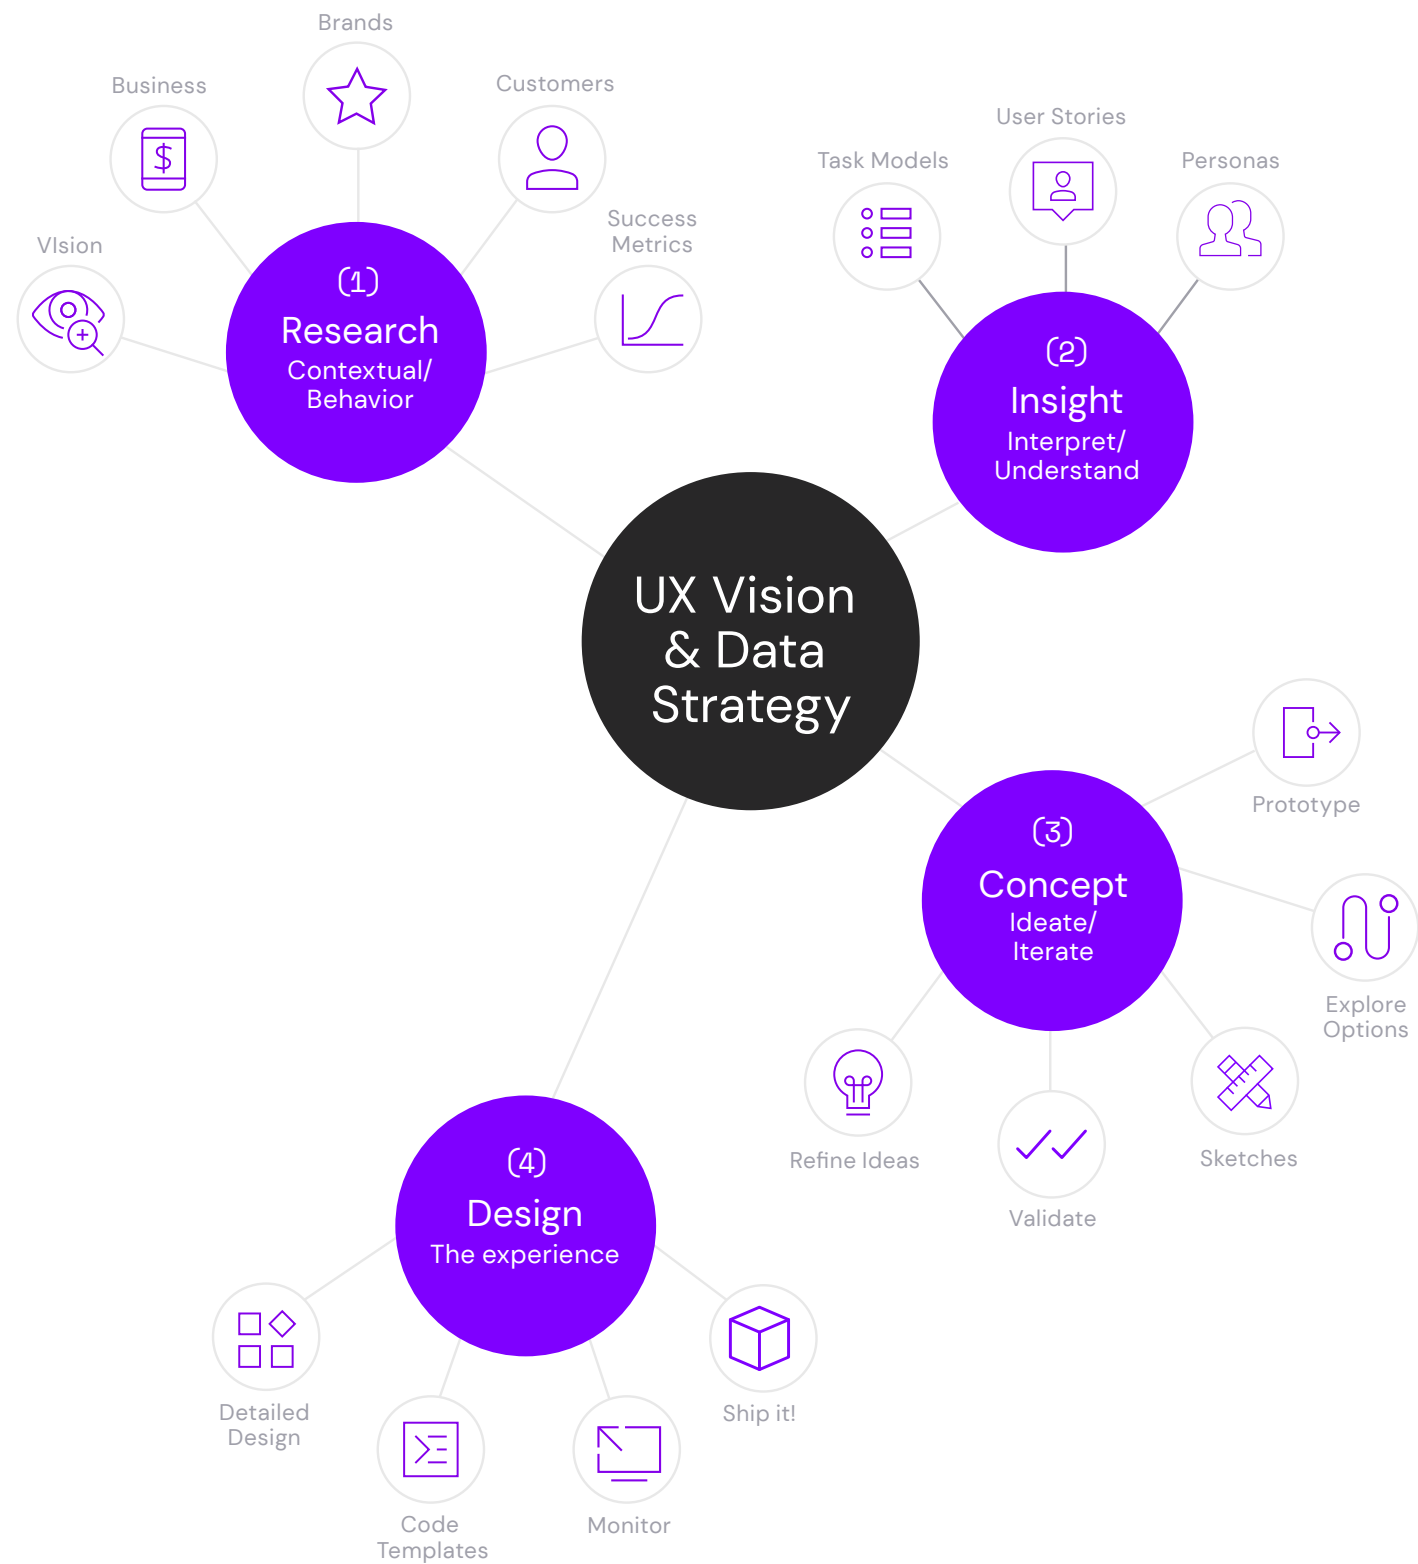 Brands
Business
Customers
VIsion
Success
Metrics
(1)
Research
Contextual/
Behavior
User Stories
Task Models
Personas
(2)
Insight
Interpret/
Understand
UX Vision
& Data
Strategy
(3)
Concept
Ideate/
Iterate
Prototype
Explore
Options
Sketches
Validate
Refine Ideas
(4)
Design
The experience
Detailed
Design
Code
Templates
Monitor
Ship it!
$